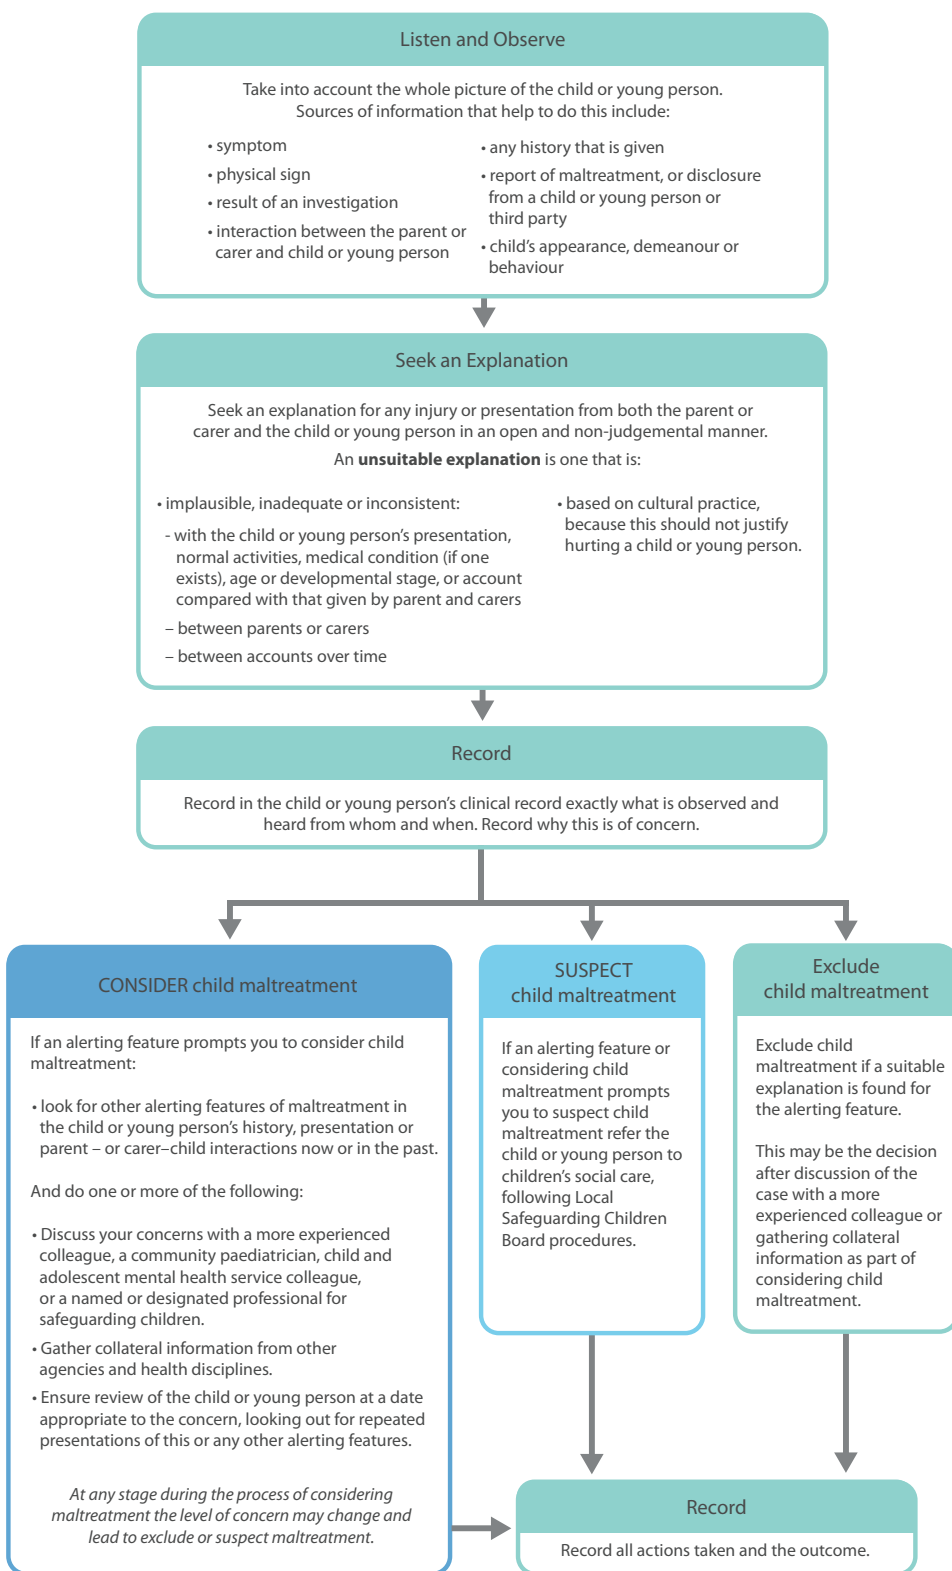 Listen and Observe
Take into account the whole picture of the child or young person.
Sources of information that help to do this include:
• symptom
• physical sign
• result of an investigation
• interaction between the parent or
carer and child or young person
• any history that is given
• report of maltreatment, or disclosure
from a child or young person or
third party
• child's appearance, demeanour or
behaviour
Seek an Explanation
Seek an explanation for any injury or presentation from both the parent or
carer and the child or young person in an open and non-judgemental manner.
An unsuitable explanation is one that is:
• implausible, inadequate or inconsistent:
- with the child or young person's presentation,
normal activities, medical condition (if one
exists), age or developmental stage, or account
compared with that given by parent and carers
– between parents or carers
– between accounts over time
• based on cultural practice,
because this should not justify
hurting a child or young person.
Record
Record in the child or young person's clinical record exactly what is observed and
heard from whom and when. Record why this is of concern.
CONSIDER child maltreatment
If an alerting feature prompts you to consider child
maltreatment:
• look for other alerting features of maltreatment in
the child or young person's history, presentation or
parent – or carer–child interactions now or in the past.
And do one or more of the following:
• Discuss your concerns with a more experienced
colleague, a community paediatrician, child and
adolescent mental health service colleague,
or a named or designated professional for
safeguarding children.
• Gather collateral information from other
agencies and health disciplines.
• Ensure review of the child or young person at a date
appropriate to the concern, looking out for repeated
presentations of this or any other alerting features.
At any stage during the process of considering
maltreatment the level of concern may change and
lead to exclude or suspect maltreatment.
SUSPECT
child maltreatment
If an alerting feature or
considering child
maltreatment prompts
you to suspect child
maltreatment refer the
child or young person to
children's social care,
following Local
Safeguarding Children
Board procedures.
Exclude
child maltreatment
Exclude child
maltreatment if a suitable
explanation is found for
the alerting feature.
This may be the decision
after discussion of the
case with a more
experienced colleague or
gathering collateral
information as part of
considering child
maltreatment.
Record
Record all actions taken and the outcome.